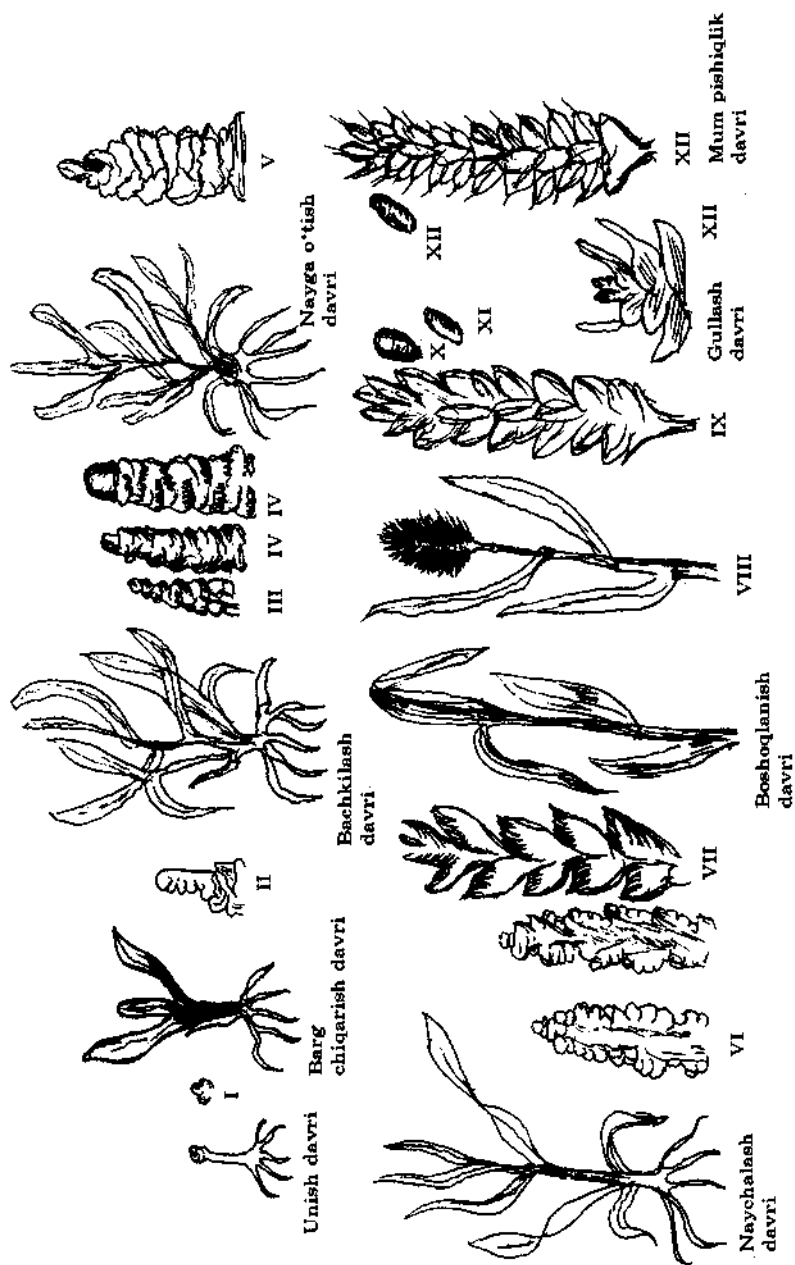 Unish davri
I
Barg
chiqarish davri
II
Bachkilash
davri
III
IV
IV
Nayga o‘tish
davri
V
Naychalash
davri
VI
VII
Boshoqlanish
davri
VIII
IX
X
XI
Gullash
davri
XII
XII
XII
Mum pishiqlik
davri